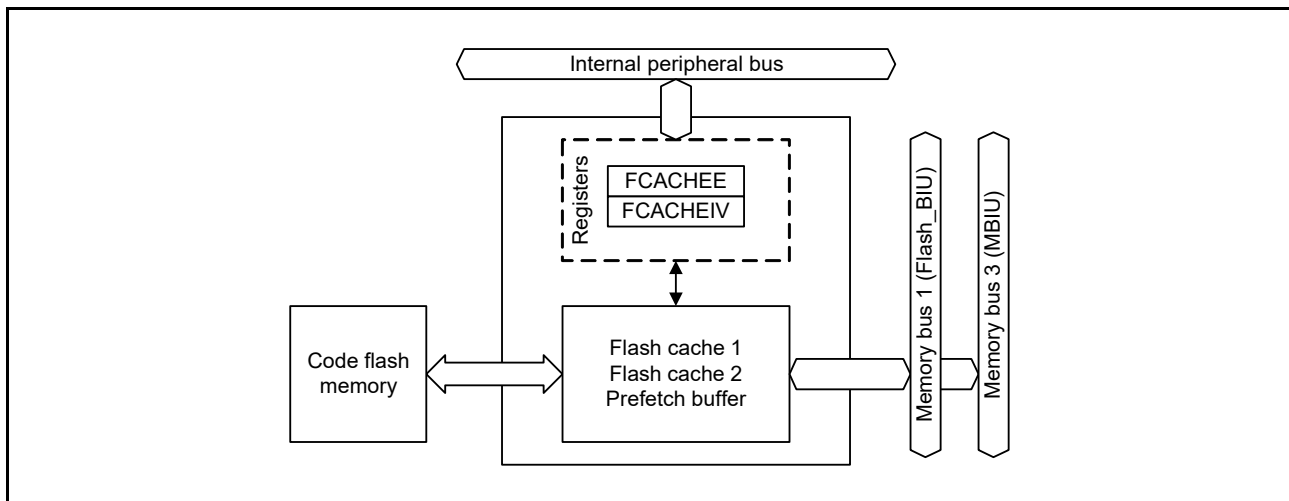 Internal peripheral bus
Registers
FCACHEE
FCACHEIV
Code flash
memory
Flash cache 1
Flash cache 2
Prefetch buffer
Memory bus 1 (Flash_BIU)
Memory bus 3 (MBIU)